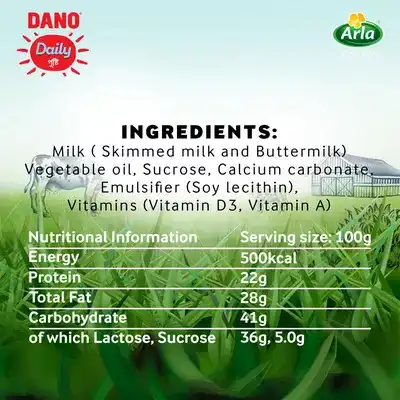 DANO®
Daily
Arla
INGREDIENTS:
Milk ( Skimmed milk and Buttermilk)
Vegetable oil, Sucrose, Calcium carbonate,
Emulsifier (Soy lecithin),
Vitamins (Vitamin D3, Vitamin A)
Nutritional Information Serving size: 100g
Energy 500kcal
Protein 22g
Total Fat 28g
Carbohydrate 41g
of which Lactose, Sucrose 36g, 5.0g